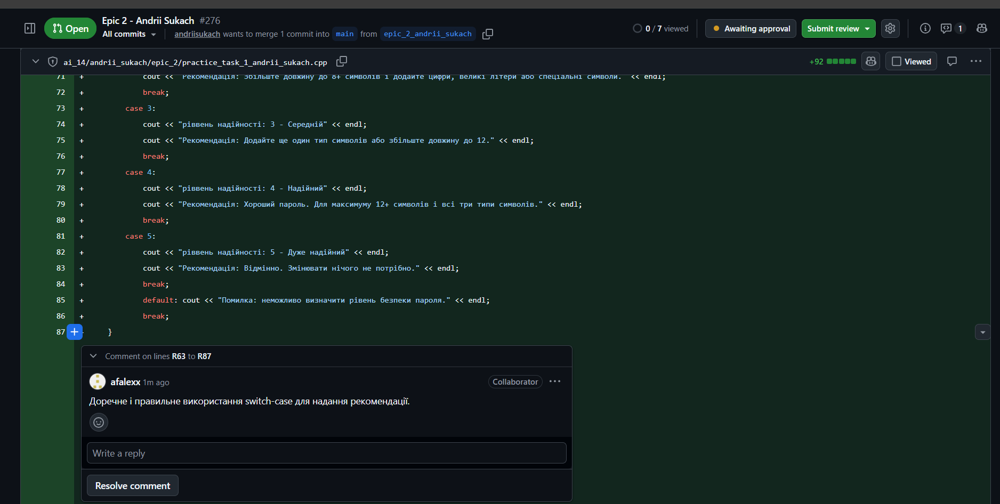 Open
Epic 2 - Andrii Sukach #276
All commits
andriisukach wants to merge 1 commit into main from epic_2_andrii_sukach
0 / 7 viewed
Awaiting approval
Submit review
1
ai_14/andrii_sukach/epic_2/practice_task_1_andrii_sukach.cpp
+92
Viewed
71 + cout << "Рекомендація: Збільште довжину до 8+ символів і додайте цифри, великі літери або спеціальні символи." << endl;
72 + break;
73 + case 3:
74 + cout << "ріввень надійності: 3 - Середній" << endl;
75 + cout << "Рекомендація: Додайте ще один тип символів або збільште довжину до 12." << endl;
76 + break;
77 + case 4:
78 + cout << "ріввень надійності: 4 - Надійний" << endl;
79 + cout << "Рекомендація: Хороший пароль. Для максимуму 12+ символів і всі три типи символів." << endl;
80 + break;
81 + case 5:
82 + cout << "ріввень надійності: 5 - Дуже надійний" << endl;
83 + cout << "Рекомендація: Відмінно. Змінювати нічого не потрібно." << endl;
84 + break;
85 + default: cout << "Помилка: неможливо визначити рівень безпеки пароля." << endl;
86 + break;
87 }
Comment on lines R63 to R87
afalexx 1m ago
Collaborator
Доречне і правильне використання switch-case для надання рекомендації.
Write a reply
Resolve comment